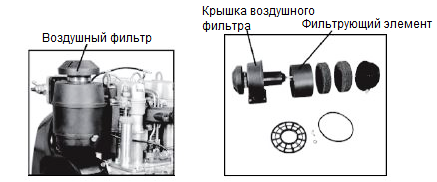 Воздушный фильтр
Крышка воздушного
фильтра
Фильтрующий элемент